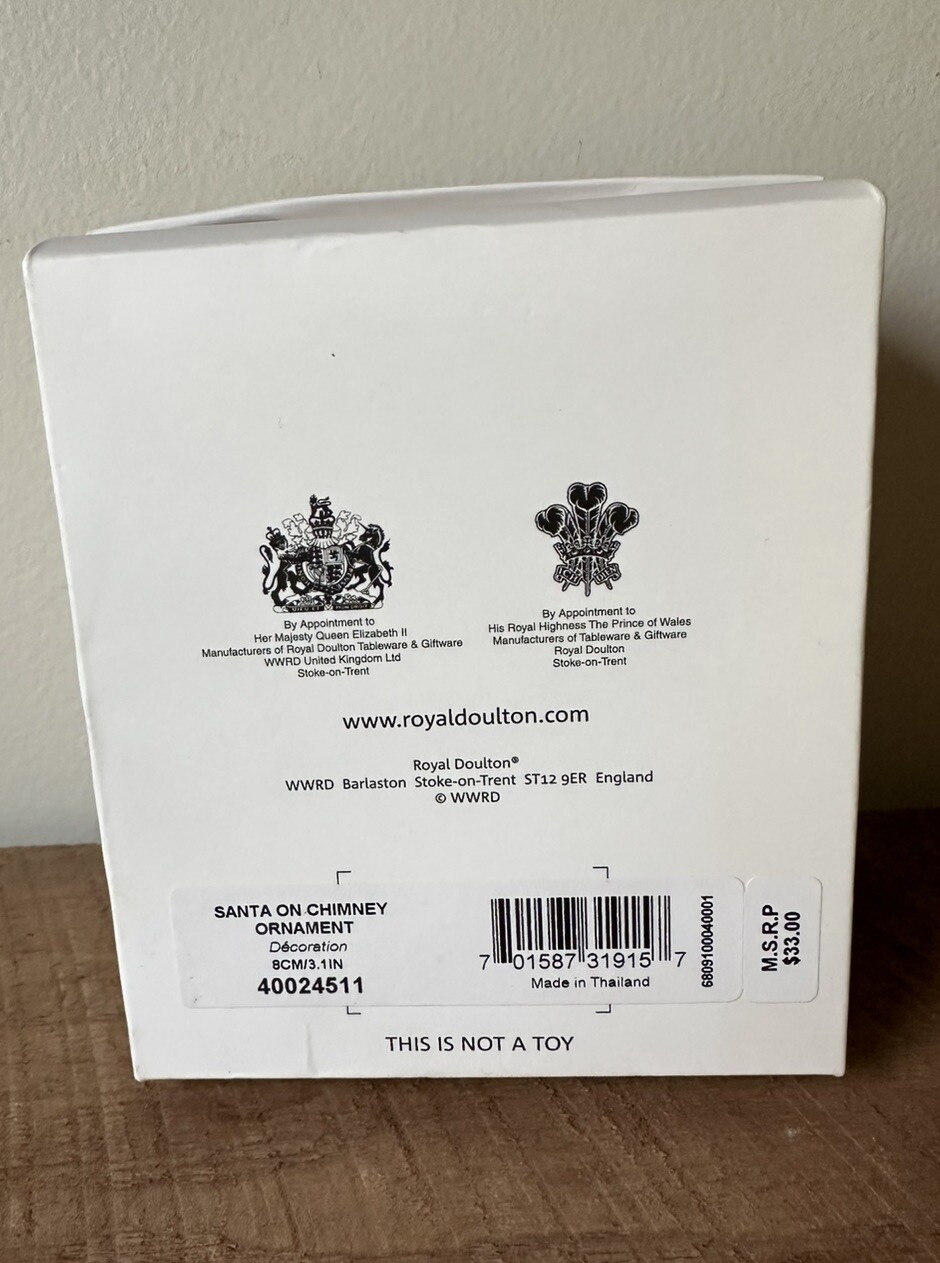 By Appointment to
Her Majesty Queen Elizabeth II
Manufacturers of Royal Doulton Tableware & Giftware
WWRD United Kingdom Ltd
Stoke-on-Trent
By Appointment to
His Royal Highness The Prince of Wales
Manufacturers of Tableware & Giftware
Royal Doulton
Stoke-on-Trent
www.royaldoulton.com
Royal Doulton®
WWRD Barlaston Stoke-on-Trent ST12 9ER England
© WWRD
SANTA ON CHIMNEY
ORNAMENT
Décoration
8CM/3.1IN
40024511
7 01587 31915 7
Made in Thailand
6809100040001
M.S.R.P
$33.00
THIS IS NOT A TOY